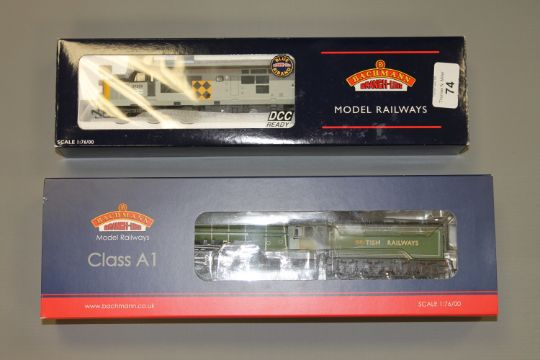 BLUE
RIBAND
DCC
READY
SCALE 1:76/00
BACHMANN
BRANCH-LINE
MODEL RAILWAYS
74
BACHMANN
BRANCH-LINE
Model Railways
Class A1
BRITISH RAILWAYS
www.bachmann.co.uk
SCALE 1:76/00